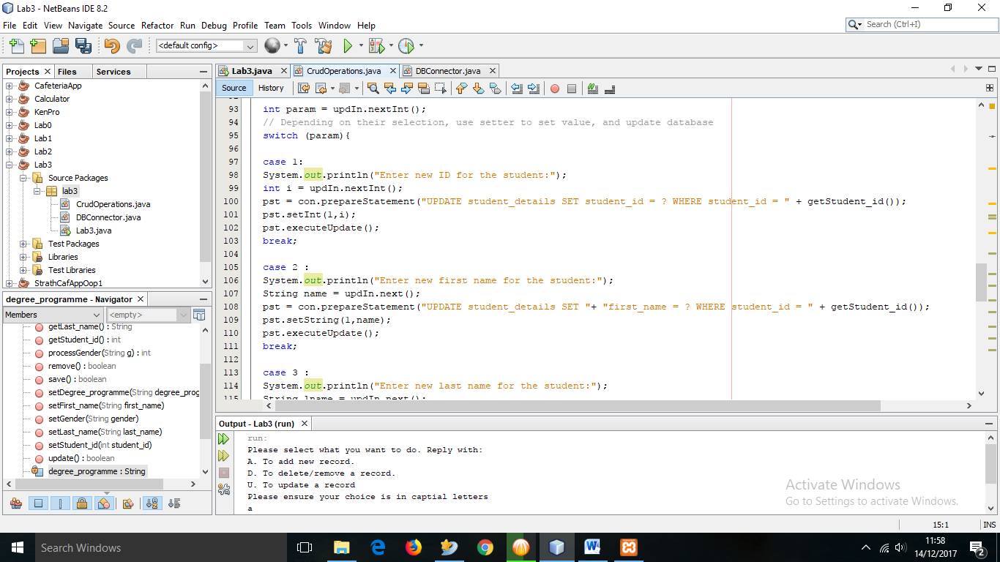 Lab3 - NetBeans IDE 8.2
File Edit View Navigate Source Refactor Run Debug Profile Team Tools Window Help
Search (Ctrl+I)
<default config>
Projects Files Services
CafeteriaApp
Calculator
KenPro
Lab0
Lab1
Lab2
Lab3
Source Packages
lab3
CrudOperations.java
DBConnector.java
Lab3.java
Test Packages
Libraries
Test Libraries
StrathCafAppOop1
degree_programme - Navigator
Members <empty>
getLast_name() : String
getStudent_id() : int
processGender(String g) : int
remove() : boolean
save() : boolean
setDegree_programme(String degree_prog
setFirst_name(String first_name)
setGender(String gender)
setLast_name(String last_name)
setStudent_id(int student_id)
update() : boolean
degree_programme : String
Lab3.java CrudOperations.java DBConnector.java
Source History
93 int param = updIn.nextInt();
94 // Depending on their selection, use setter to set value, and update database
95 switch (param){
96
97 case 1:
98 System.out.println("Enter new ID for the student:");
99 int i = updIn.nextInt();
100 pst = con.prepareStatement("UPDATE student_details SET student_id = ? WHERE student_id = " + getStudent_id());
101 pst.setInt(1,i);
102 pst.executeUpdate();
103 break;
104
105 case 2 :
106 System.out.println("Enter new first name for the student:");
107 String name = updIn.next();
108 pst = con.prepareStatement("UPDATE student_details SET "+ "first_name = ? WHERE student_id = " + getStudent_id());
109 pst.setString(1,name);
110 pst.executeUpdate();
111 break;
112
113 case 3 :
114 System.out.println("Enter new last name for the student:");
115 String lname = updIn.next();
Output - Lab3 (run)
run:
Please select what you want to do. Reply with:
A. To add new record.
D. To delete/remove a record.
U. To update a record
Please ensure your choice is in captial letters
a
Activate Windows
Go to Settings to activate Windows.
15:1 INS
Search Windows
11:58
14/12/2017
2